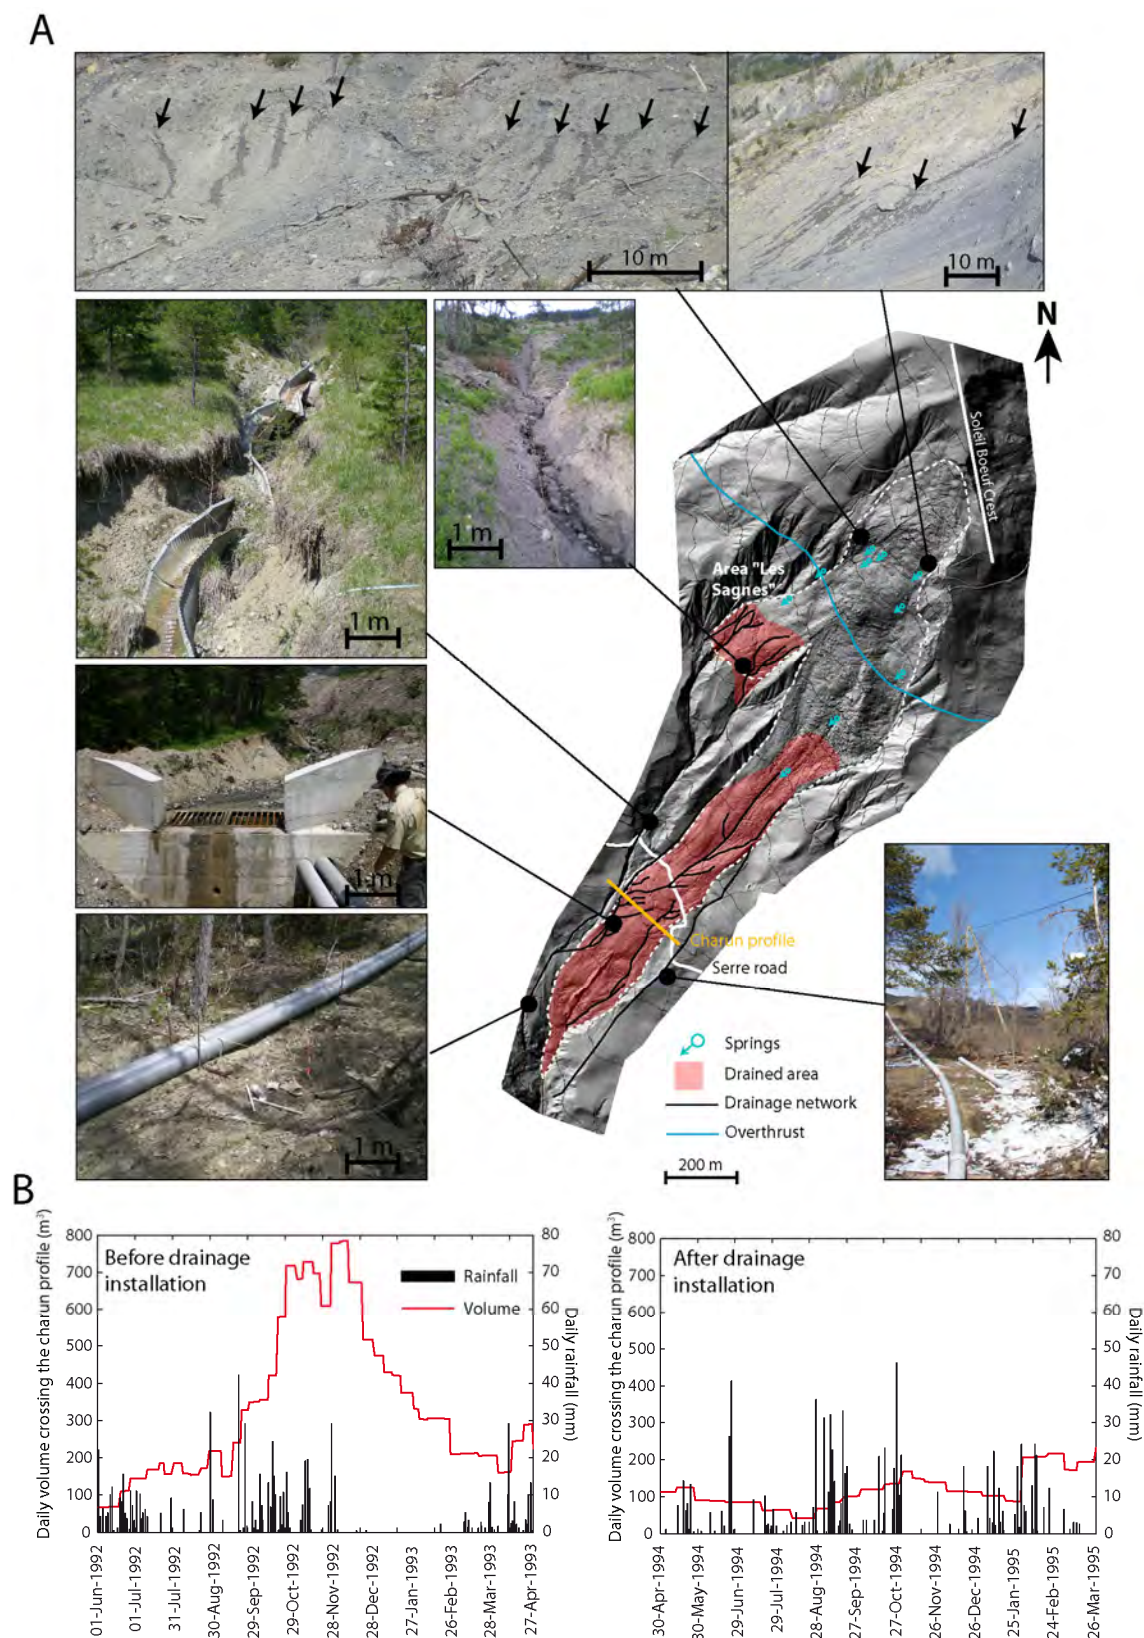 A
10 m
10 m
1 m
1 m
N
Soleil Boeuf Crest
Area "Les
Sagnes"
1 m
Charun profile
Serre road
1 m
Springs
Drained area
Drainage network
Overthrust
200 m
B
Daily volume crossing the charun profile (m³)
800
700
600
500
400
300
200
100
0
Before drainage
installation
Rainfall
Volume
80
70
60
50
40
30
20
10
0
Daily rainfall (mm)
01-Jun-1992
01-Jul-1992
31-Jul-1992
30-Aug-1992
29-Sep-1992
29-Oct-1992
28-Nov-1992
28-Dec-1992
27-Jan-1993
26-Feb-1993
28-Mar-1993
27-Apr-1993
Daily volume crossing the charun profile (m³)
800
700
600
500
400
300
200
100
0
After drainage
installation
80
70
60
50
40
30
20
10
0
Daily rainfall (mm)
30-Apr-1994
30-May-1994
29-Jun-1994
29-Jul-1994
28-Aug-1994
27-Sep-1994
27-Oct-1994
26-Nov-1994
26-Dec-1994
25-Jan-1995
24-Feb-1995
26-Mar-1995